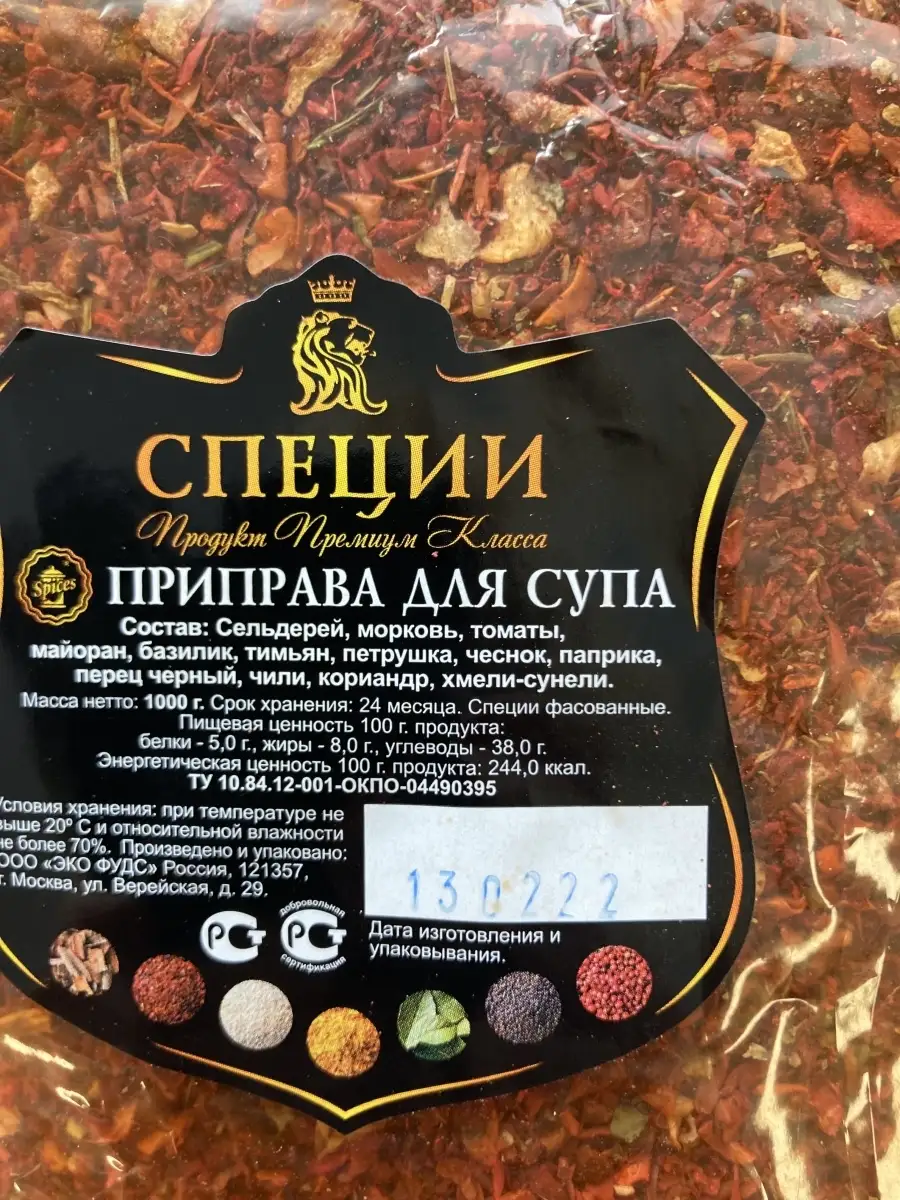 СПЕЦИИ
Продукт Премиум Класса
Spices
ПРИПРАВА ДЛЯ СУПА
Состав: Сельдерей, морковь, томаты,
майоран, базилик, тимьян, петрушка, чеснок, паприка,
перец черный, чили, кориандр, хмели-сунели.
Масса нетто: 1000 г. Срок хранения: 24 месяца. Специи фасованные.
Пищевая ценность 100 г. продукта:
белки - 5,0 г., жиры - 8,0 г., углеводы - 38,0 г.
Энергетическая ценность 100 г. продукта: 244,0 ккал.
ТУ 10.84.12-001-ОКПО-04490395
Условия хранения: при температуре не
выше 20º С и относительной влажности
не более 70%. Произведено и упаковано:
ООО «ЭКО ФУДС» Россия, 121357,
г. Москва, ул. Верейская, д. 29.
130222
Дата изготовления и
упаковывания.
РСТ
добровольная
РСТ
сертификация